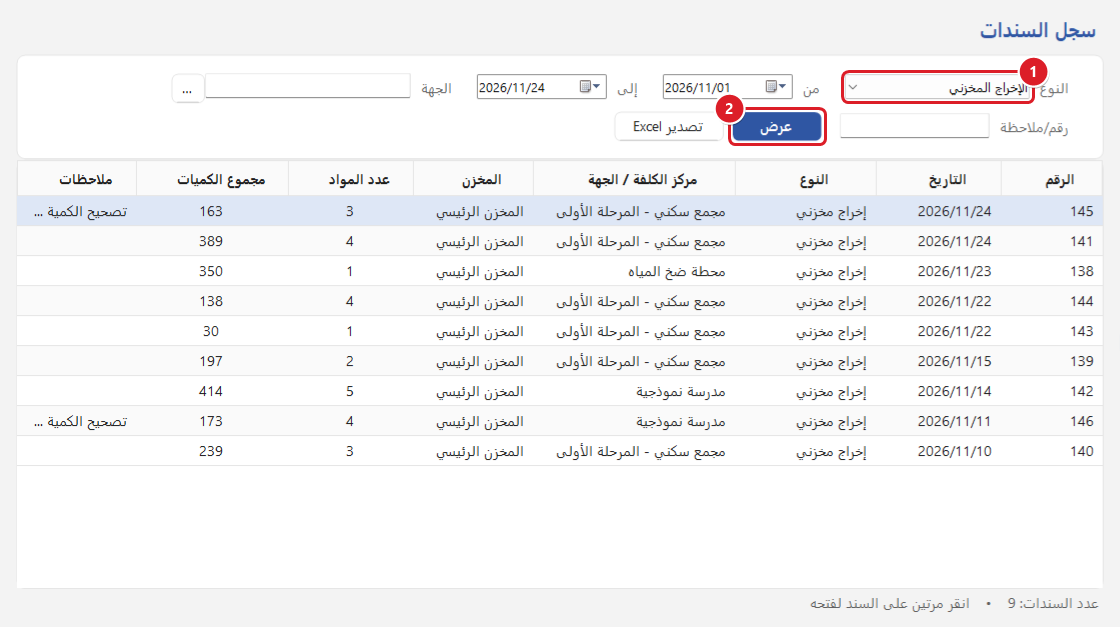 سجل السندات
النوع الإخراج المخزني 1 من 2026/11/01 إلى 2026/11/24 الجهة ...
رقم/ملاحظة عرض 2 تصدير Excel
الرقم التاريخ النوع مركز الكلفة / الجهة المخزن عدد المواد مجموع الكميات ملاحظات
145 2026/11/24 إخراج مخزني مجمع سكني - المرحلة الأولى المخزن الرئيسي 3 163 تصحيح الكمية ...
141 2026/11/24 إخراج مخزني مجمع سكني - المرحلة الأولى المخزن الرئيسي 4 389
138 2026/11/23 إخراج مخزني محطة ضخ المياه المخزن الرئيسي 1 350
144 2026/11/22 إخراج مخزني مجمع سكني - المرحلة الأولى المخزن الرئيسي 4 138
143 2026/11/22 إخراج مخزني مجمع سكني - المرحلة الأولى المخزن الرئيسي 1 30
139 2026/11/15 إخراج مخزني مجمع سكني - المرحلة الأولى المخزن الرئيسي 2 197
142 2026/11/14 إخراج مخزني مدرسة نموذجية المخزن الرئيسي 5 414
146 2026/11/11 إخراج مخزني مدرسة نموذجية المخزن الرئيسي 4 173 تصحيح الكمية ...
140 2026/11/10 إخراج مخزني مجمع سكني - المرحلة الأولى المخزن الرئيسي 3 239
عدد السندات: 9 • انقر مرتين على السند لفتحه